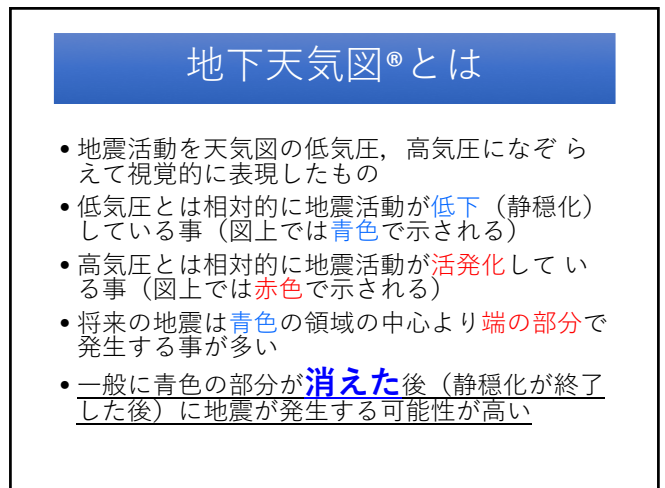 地下天気図®とは
• 地震活動を天気図の低気圧，高気圧になぞ ら
えて視覚的に表現したもの
• 低気圧とは相対的に地震活動が低下（静穏化）
している事（図上では青色で示される）
• 高気圧とは相対的に地震活動が活発化して い
る事（図上では赤色で示される）
• 将来の地震は青色の領域の中心より端の部分で
発生する事が多い
• 一般に青色の部分が消えた後（静穏化が終了
した後）に地震が発生する可能性が高い